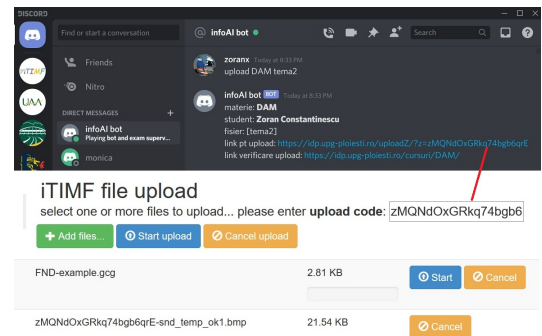 DISCORD
Find or start a conversation
@ infoAI bot
Search
iTIMF
UAA
Friends
Nitro
DIRECT MESSAGES +
infoAI bot
Playing bot and exam superv...
monica
zoranx Today at 8:33 PM
upload DAM tema2
infoAI bot BOT Today at 8:33 PM
materie: DAM
student: Zoran Constantinescu
fisier: [tema2]
link pt upload: https://idp.upg-ploiesti.ro/uploadZ/?z=zMQNdOxGRkq74bgb6qrE
link verificare upload: https://idp.upg-ploiesti.ro/cursuri/DAM/
iTIMF file upload
select one or more files to upload... please enter upload code: zMQNdOxGRkq74bgb6
+ Add files... Start upload Cancel upload
FND-example.gcg 2.81 KB Start Cancel
zMQNdOxGRkq74bgb6qrE-snd_temp_ok1.bmp 21.54 KB Cancel